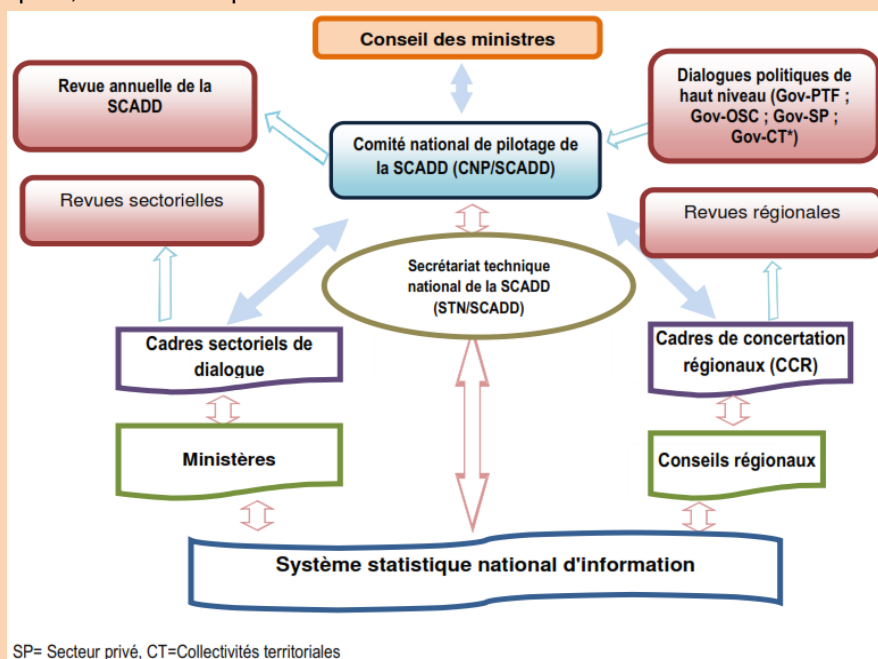 Conseil des ministres
Revue annuelle de la
SCADD
Dialogues politiques de
haut niveau (Gov-PTF ;
Gov-OSC ; Gov-SP ;
Gov-CT*)
Comité national de pilotage de
la SCADD (CNP/SCADD)
Revues sectorielles
Revues régionales
Secrétariat technique
national de la SCADD
(STN/SCADD)
Cadres sectoriels de
dialogue
Cadres de concertation
régionaux (CCR)
Ministères
Conseils régionaux
Système statistique national d'information
SP= Secteur privé, CT=Collectivités territoriales